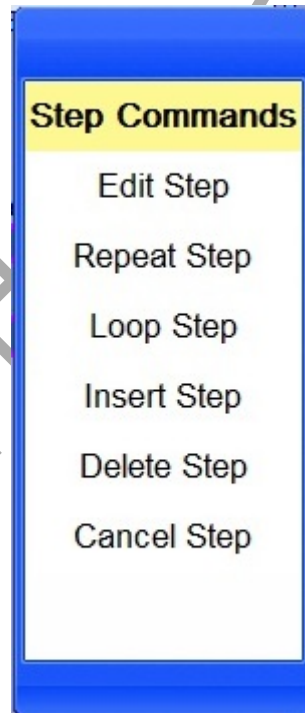 Step Commands
Edit Step
Repeat Step
Loop Step
Insert Step
Delete Step
Cancel Step